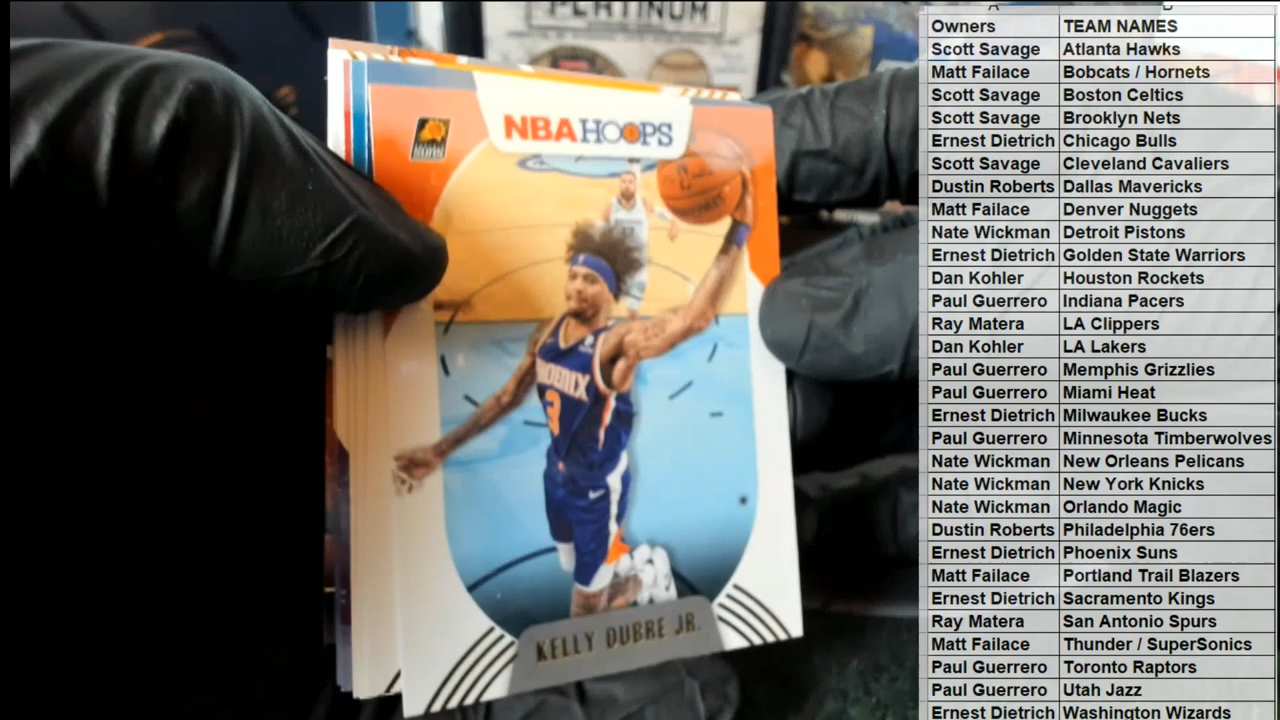 PLATINUM
NBA HOOPS
SUNS
PHOENIX
3
KELLY OUBRE JR.
Owners TEAM NAMES
Scott Savage Atlanta Hawks
Matt Failace Bobcats / Hornets
Scott Savage Boston Celtics
Scott Savage Brooklyn Nets
Ernest Dietrich Chicago Bulls
Scott Savage Cleveland Cavaliers
Dustin Roberts Dallas Mavericks
Matt Failace Denver Nuggets
Nate Wickman Detroit Pistons
Ernest Dietrich Golden State Warriors
Dan Kohler Houston Rockets
Paul Guerrero Indiana Pacers
Ray Matera LA Clippers
Dan Kohler LA Lakers
Paul Guerrero Memphis Grizzlies
Paul Guerrero Miami Heat
Ernest Dietrich Milwaukee Bucks
Paul Guerrero Minnesota Timberwolves
Nate Wickman New Orleans Pelicans
Nate Wickman New York Knicks
Nate Wickman Orlando Magic
Dustin Roberts Philadelphia 76ers
Ernest Dietrich Phoenix Suns
Matt Failace Portland Trail Blazers
Ernest Dietrich Sacramento Kings
Ray Matera San Antonio Spurs
Matt Failace Thunder / SuperSonics
Paul Guerrero Toronto Raptors
Paul Guerrero Utah Jazz
Ernest Dietrich Washington Wizards